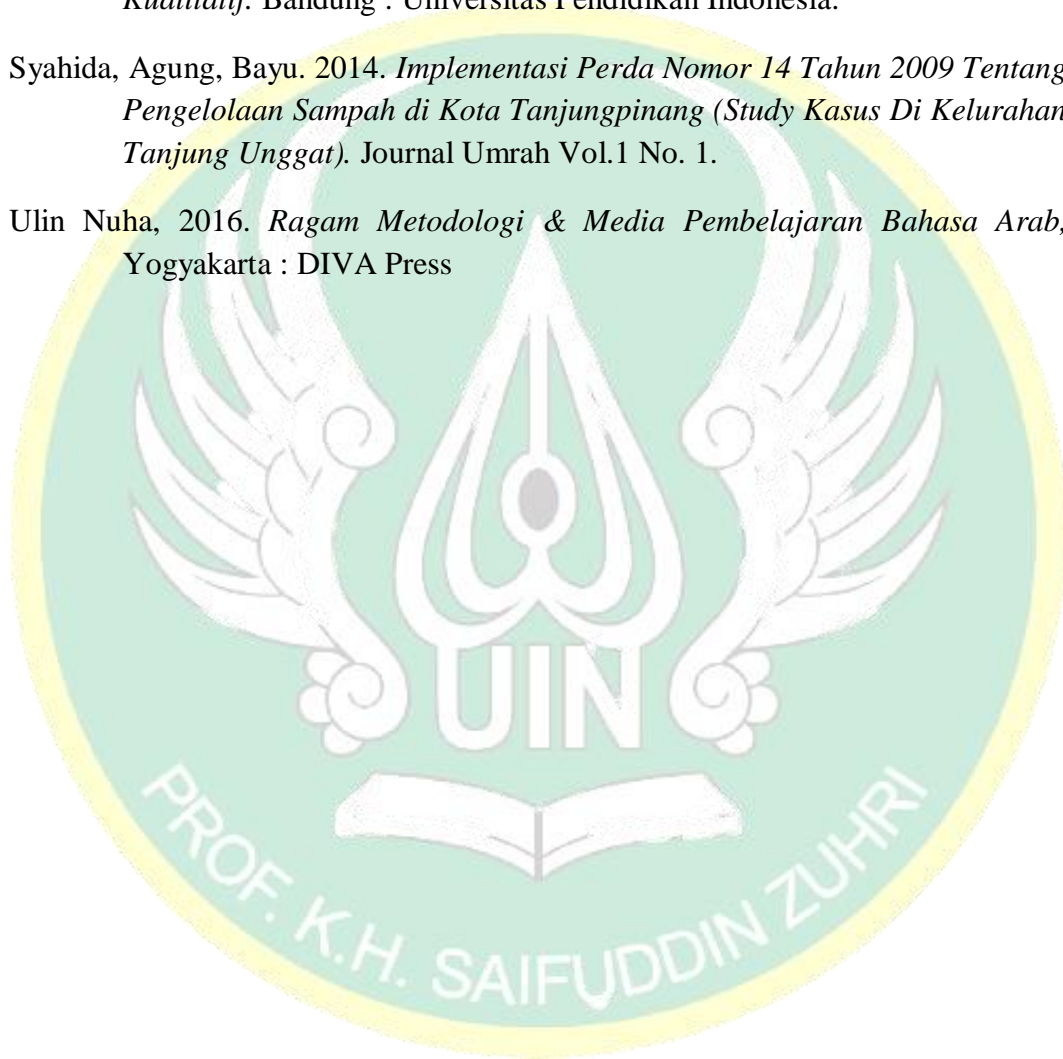 Kualitatif. Bandung : Universitas Pendidikan Indonesia.
Syahida, Agung, Bayu. 2014. Implementasi Perda Nomor 14 Tahun 2009 Tentang
Pengelolaan Sampah di Kota Tanjungpinang (Study Kasus Di Kelurahan
Tanjung Unggat). Journal Umrah Vol.1 No. 1.
Ulin Nuha, 2016. Ragam Metodologi & Media Pembelajaran Bahasa Arab,
Yogyakarta : DIVA Press
UIN
PROF. K.H. SAIFUDDIN ZUHRI